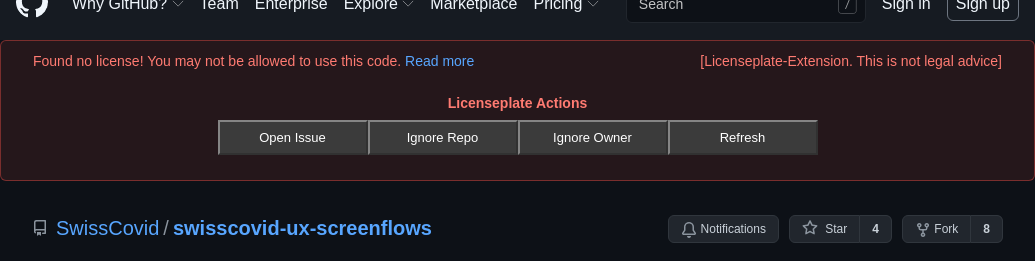 Why GitHub? Team Enterprise Explore Marketplace Pricing Search / Sign in Sign up
Found no license! You may not be allowed to use this code. Read more [Licenseplate-Extension. This is not legal advice]
Licenseplate Actions
Open Issue Ignore Repo Ignore Owner Refresh
SwissCovid / swisscovid-ux-screenflows Notifications Star 4 Fork 8